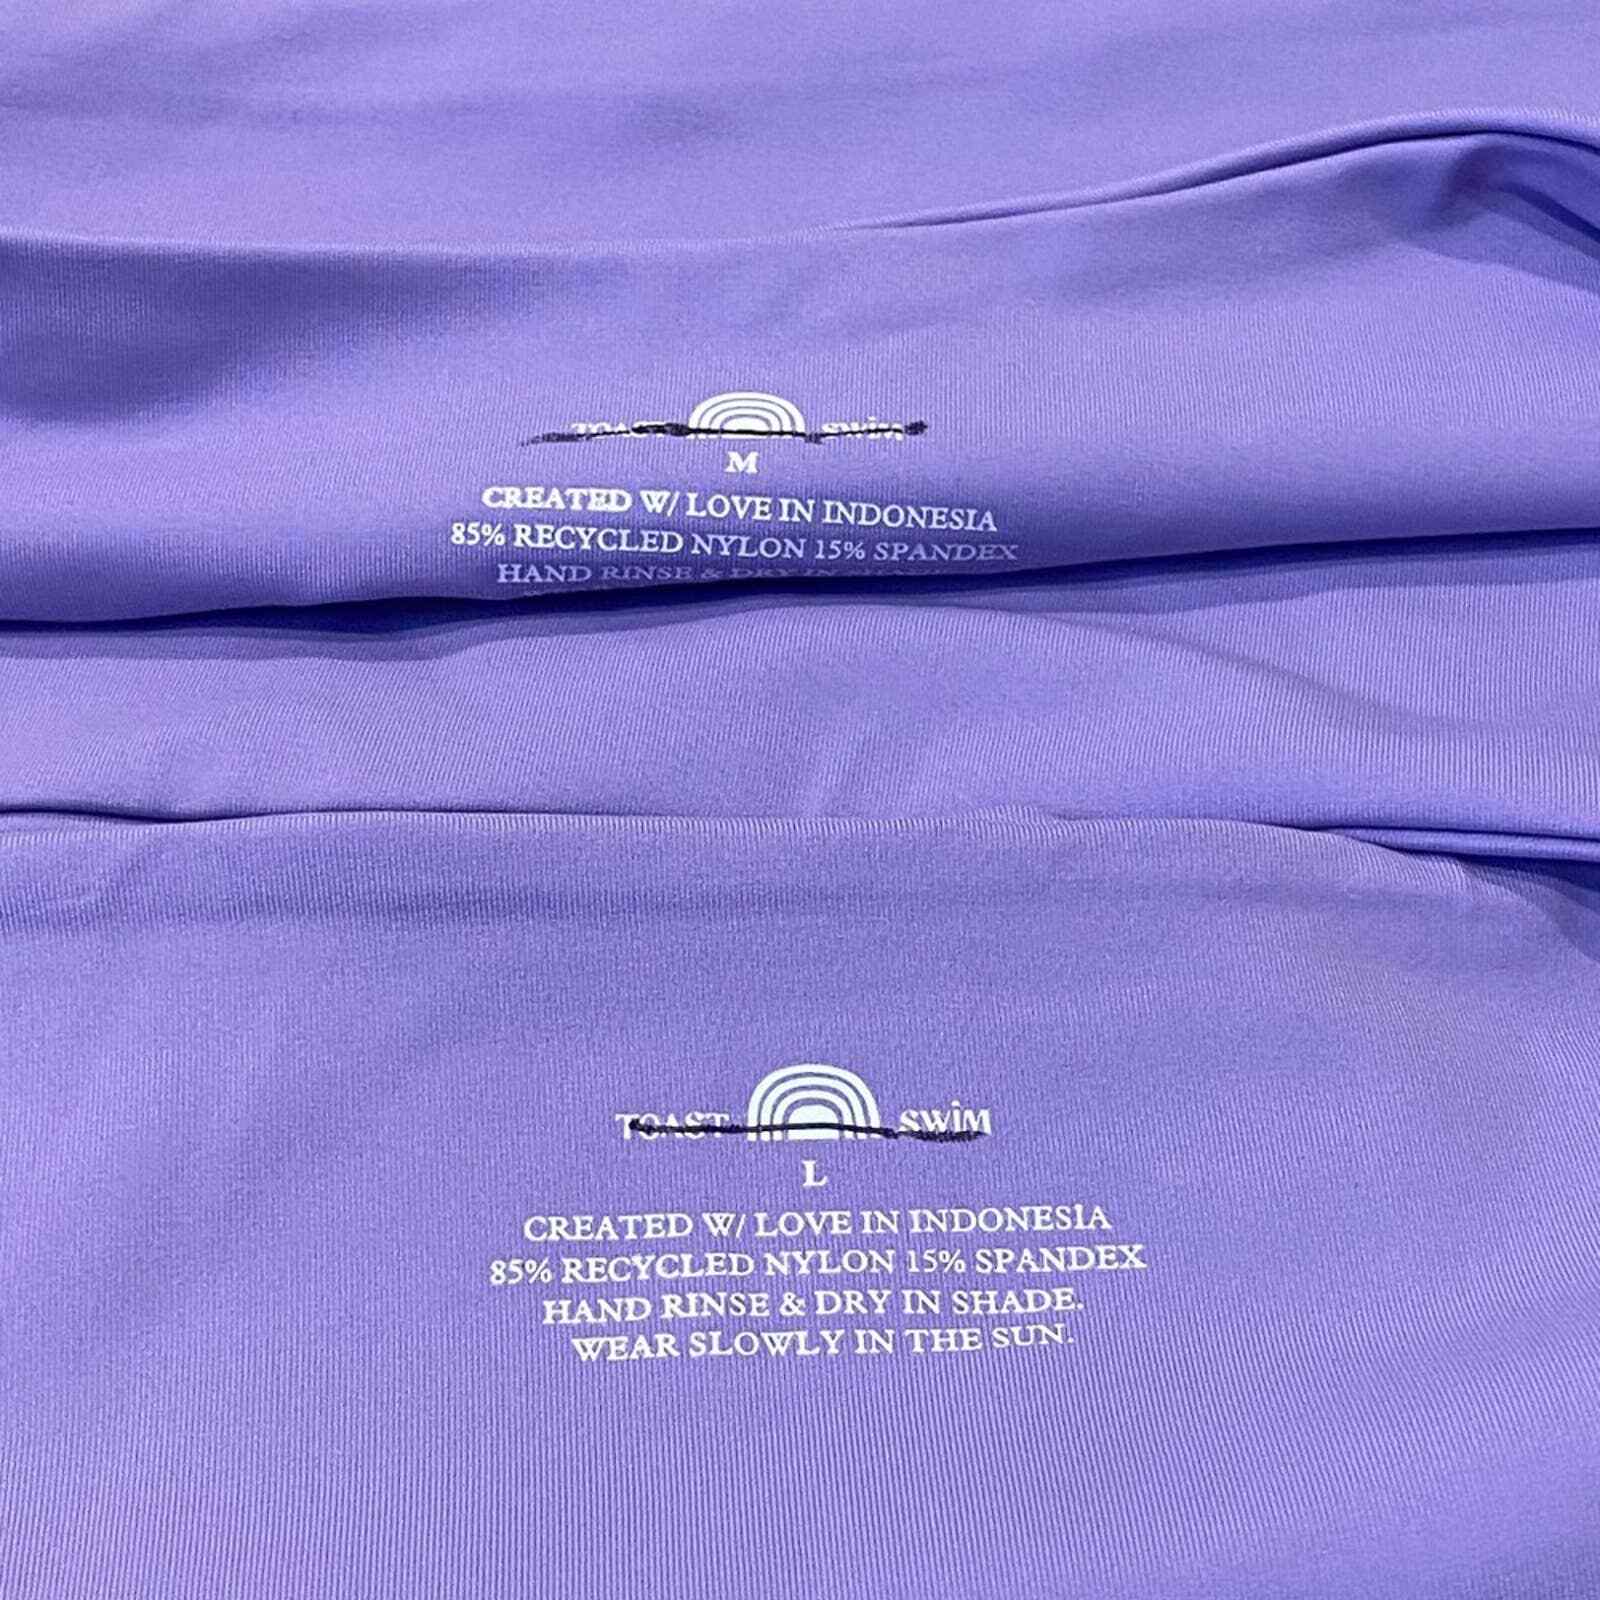 TOAST SWiM
M
CREATED W/ LOVE IN INDONESIA
85% RECYCLED NYLON 15% SPANDEX
HAND RINSE & DRY IN
TOAST SWiM
L
CREATED W/ LOVE IN INDONESIA
85% RECYCLED NYLON 15% SPANDEX
HAND RINSE & DRY IN SHADE.
WEAR SLOWLY IN THE SUN.